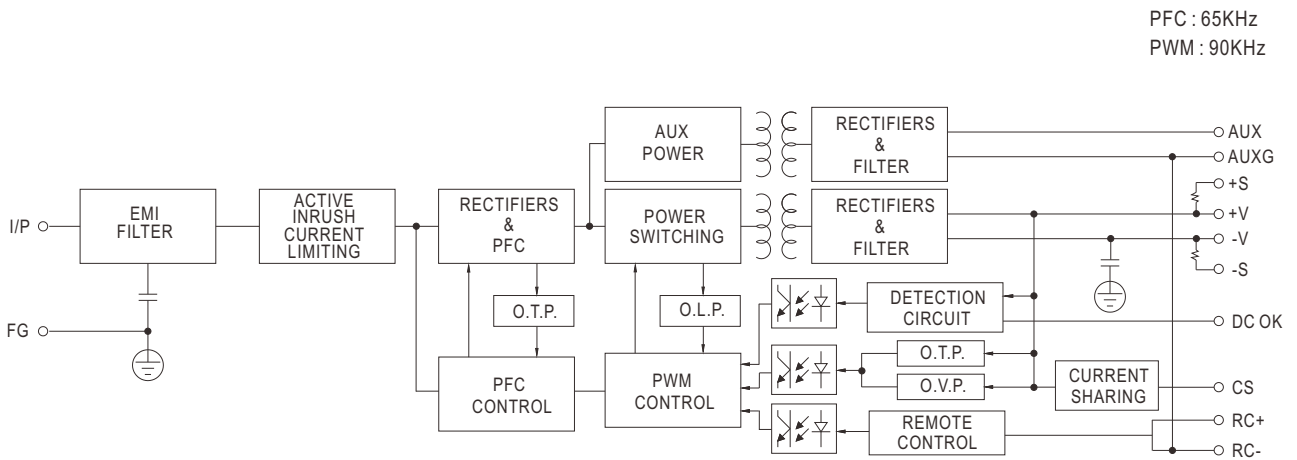 PFC : 65KHz
PWM : 90KHz
AUX
POWER
RECTIFIERS
&
FILTER
AUX
AUXG
+S
I/P
EMI
FILTER
ACTIVE
INRUSH
CURRENT
LIMITING
RECTIFIERS
&
PFC
POWER
SWITCHING
RECTIFIERS
&
FILTER
+V
-V
-S
FG
O.T.P.
O.L.P.
DETECTION
CIRCUIT
DC OK
PFC
CONTROL
PWM
CONTROL
O.T.P.
O.V.P.
CURRENT
SHARING
CS
REMOTE
CONTROL
RC+
RC-